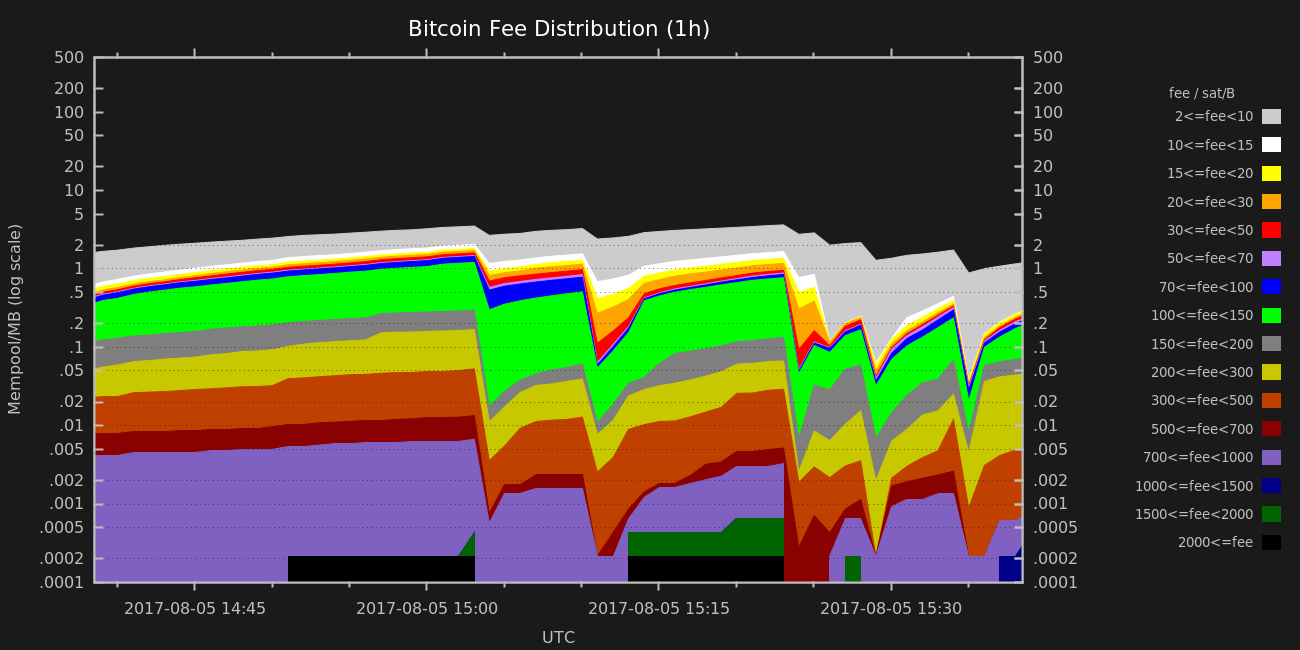 Bitcoin Fee Distribution (1h)
Mempool/MB (log scale)
500
200
100
50
20
10
5
2
1
.5
.2
.1
.05
.02
.01
.005
.002
.001
.0005
.0002
.0001
500
200
100
50
20
10
5
2
1
.5
.2
.1
.05
.02
.01
.005
.002
.001
.0005
.0002
.0001
2017-08-05 14:45
2017-08-05 15:00
2017-08-05 15:15
2017-08-05 15:30
UTC
fee / sat/B
2<=fee<10
10<=fee<15
15<=fee<20
20<=fee<30
30<=fee<50
50<=fee<70
70<=fee<100
100<=fee<150
150<=fee<200
200<=fee<300
300<=fee<500
500<=fee<700
700<=fee<1000
1000<=fee<1500
1500<=fee<2000
2000<=fee